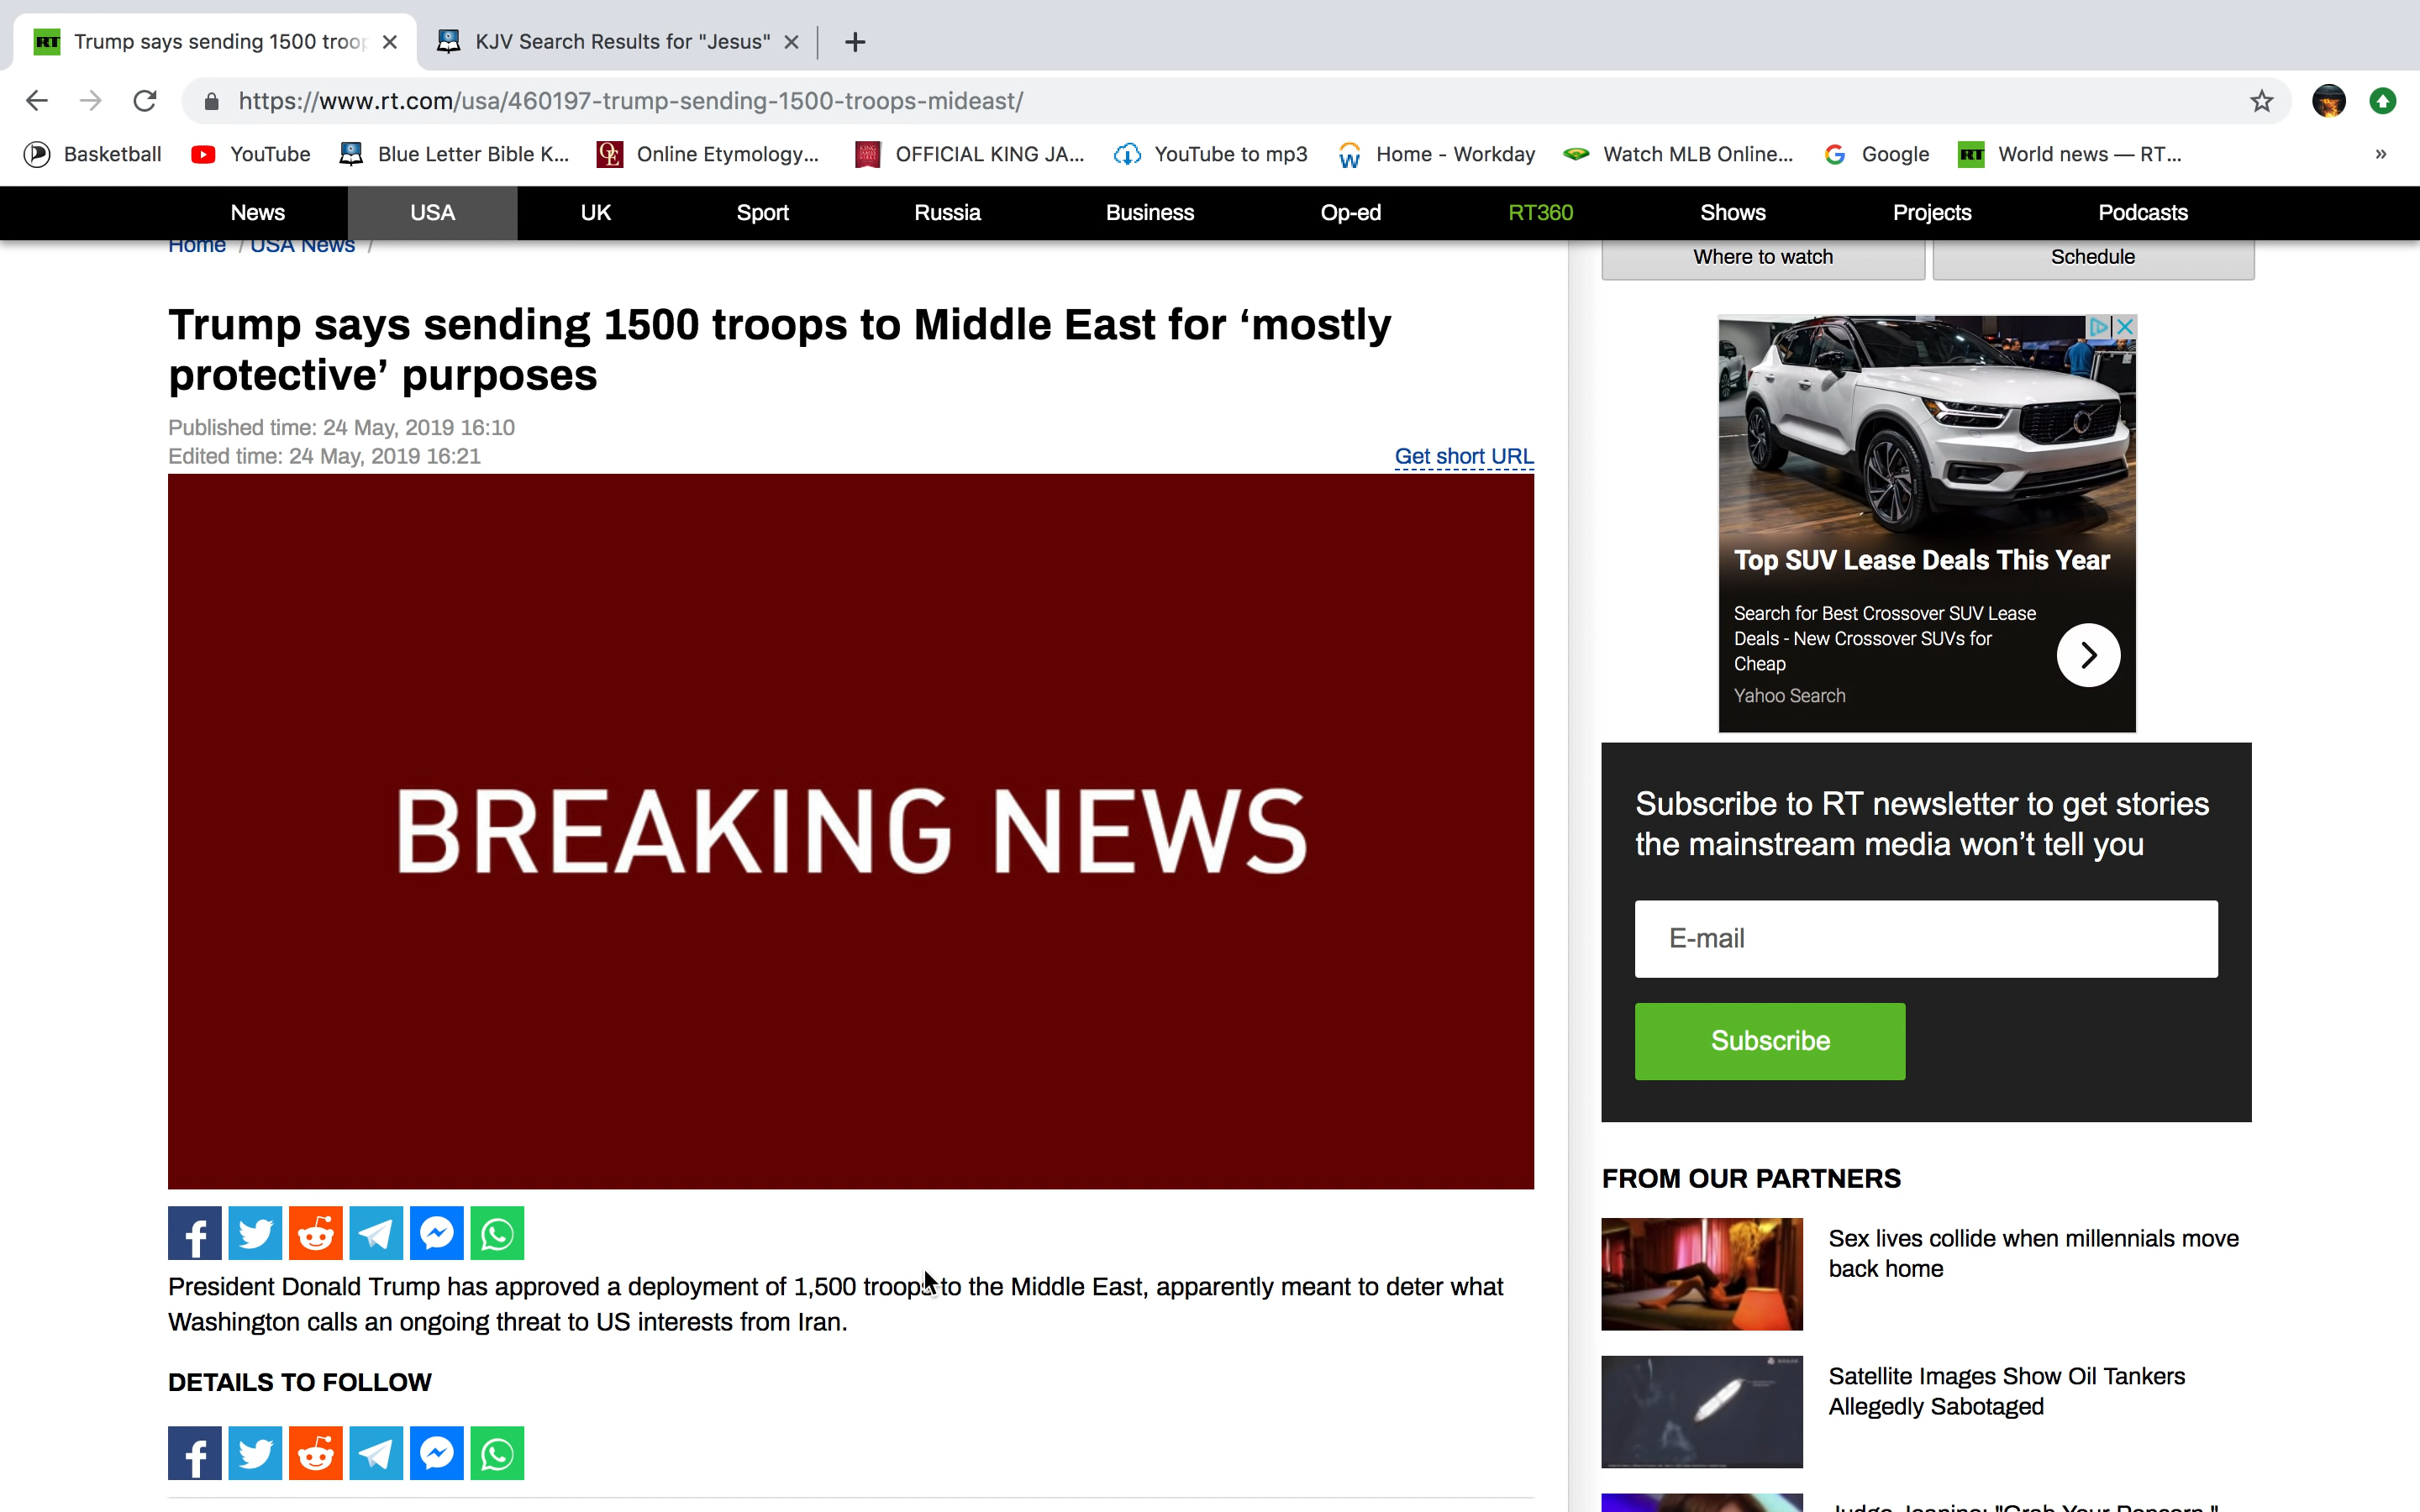 RT Trump says sending 1500 troop
KJV Search Results for "Jesus"
https://www.rt.com/usa/460197-trump-sending-1500-troops-mideast/
Basketball YouTube Blue Letter Bible K... Online Etymology... OFFICIAL KING JA... YouTube to mp3 Home - Workday Watch MLB Online... Google RT World news — RT... »
News USA UK Sport Russia Business Op-ed RT360 Shows Projects Podcasts
Home / USA News /
Trump says sending 1500 troops to Middle East for ‘mostly
protective’ purposes
Published time: 24 May, 2019 16:10
Edited time: 24 May, 2019 16:21
Get short URL
BREAKING NEWS
President Donald Trump has approved a deployment of 1,500 troops to the Middle East, apparently meant to deter what
Washington calls an ongoing threat to US interests from Iran.
DETAILS TO FOLLOW
Where to watch
Schedule
Top SUV Lease Deals This Year
Search for Best Crossover SUV Lease
Deals - New Crossover SUVs for
Cheap
Yahoo Search
Subscribe to RT newsletter to get stories
the mainstream media won’t tell you
E-mail
Subscribe
FROM OUR PARTNERS
Sex lives collide when millennials move
back home
Satellite Images Show Oil Tankers
Allegedly Sabotaged
Judge Jeanine: "Grab Your Popcorn,"